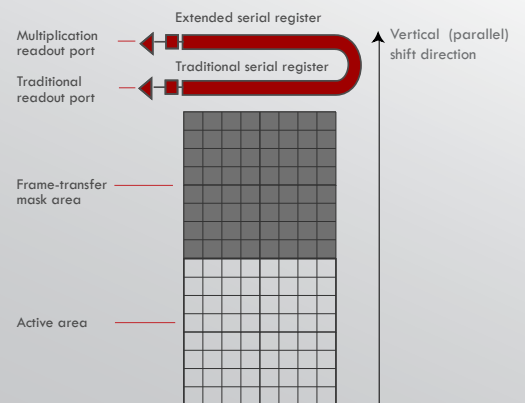 Extended serial register
Multiplication
readout port
Traditional serial register
Traditional
readout port
Vertical (parallel)
shift direction
Frame-transfer
mask area
Active area